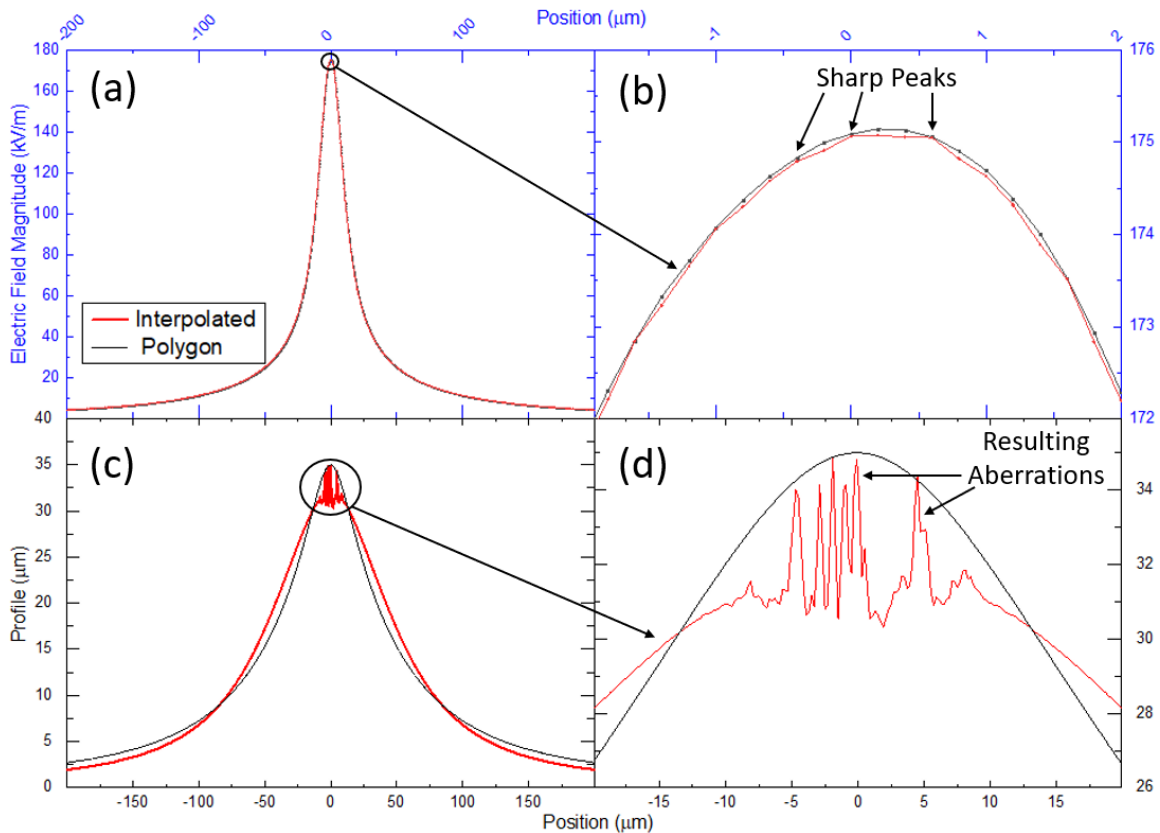 Position (μm)
-200 -100 0 100 -1 0 1 2
180 176
(a) (b) Sharp Peaks
160
140 175
120
Electric Field Magnitude (kV/m)
100 174
80
60
Interpolated 173
Polygon
40
20
40 172
(c) (d) Resulting
Aberrations
35 34
30
32
25
20
Profile (μm)
30
15
10
28
5
0 26
-150 -100 -50 0 50 100 150 -15 -10 -5 0 5 10 15
Position (μm) Position (μm)